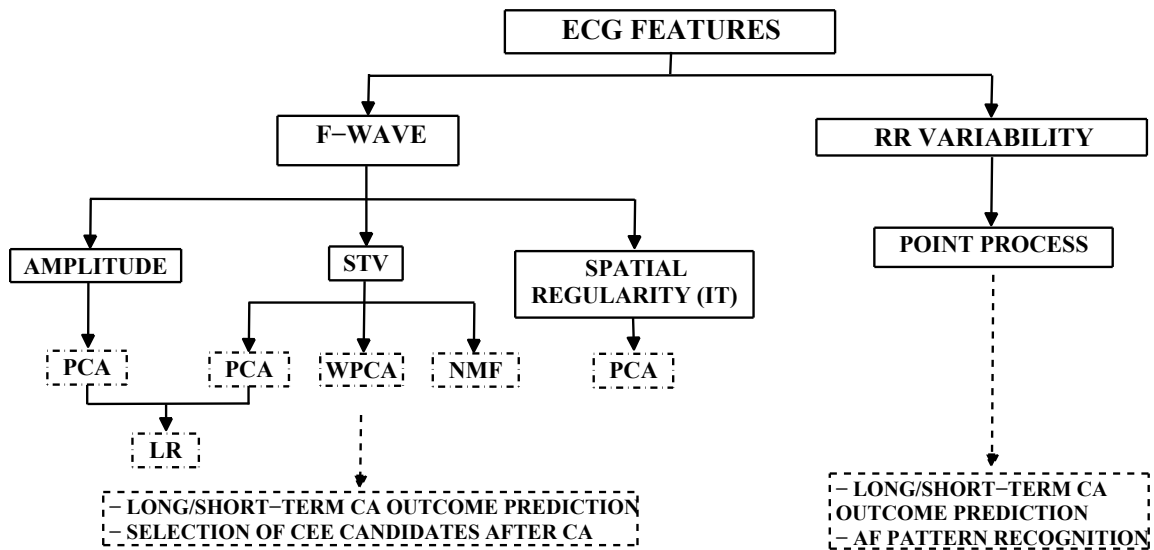 ECG FEATURES
F−WAVE
RR VARIABILITY
AMPLITUDE
STV
SPATIAL
REGULARITY (IT)
POINT PROCESS
PCA
PCA
WPCA
NMF
PCA
LR
− LONG/SHORT−TERM CA OUTCOME PREDICTION
− SELECTION OF CEE CANDIDATES AFTER CA
− LONG/SHORT−TERM CA
OUTCOME PREDICTION
− AF PATTERN RECOGNITION